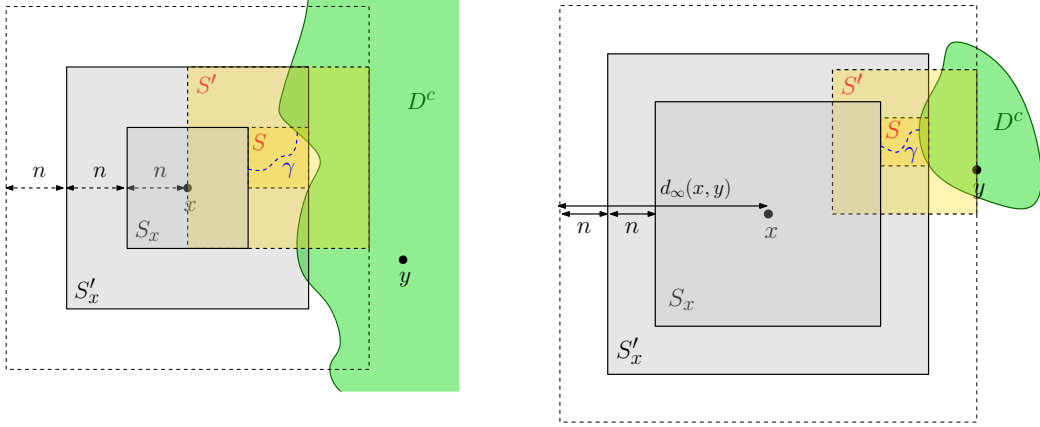 S′
D^c
n
n
n
S
γ
x
S_x
y
S′_x
S′
S
D^c
γ
d_∞(x, y)
y
n
n
x
S_x
S′_x